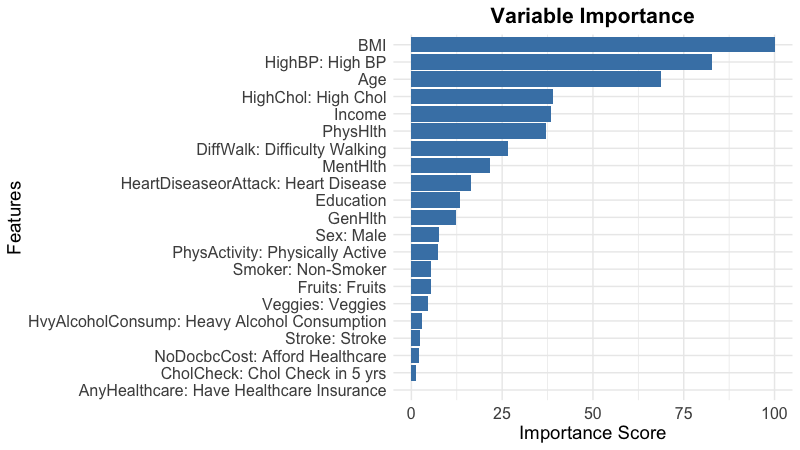 Variable Importance
Features
BMI
HighBP: High BP
Age
HighChol: High Chol
Income
PhysHlth
DiffWalk: Difficulty Walking
MentHlth
HeartDiseaseorAttack: Heart Disease
Education
GenHlth
Sex: Male
PhysActivity: Physically Active
Smoker: Non-Smoker
Fruits: Fruits
Veggies: Veggies
HvyAlcoholConsump: Heavy Alcohol Consumption
Stroke: Stroke
NoDocbcCost: Afford Healthcare
CholCheck: Chol Check in 5 yrs
AnyHealthcare: Have Healthcare Insurance
0 25 50 75 100
Importance Score